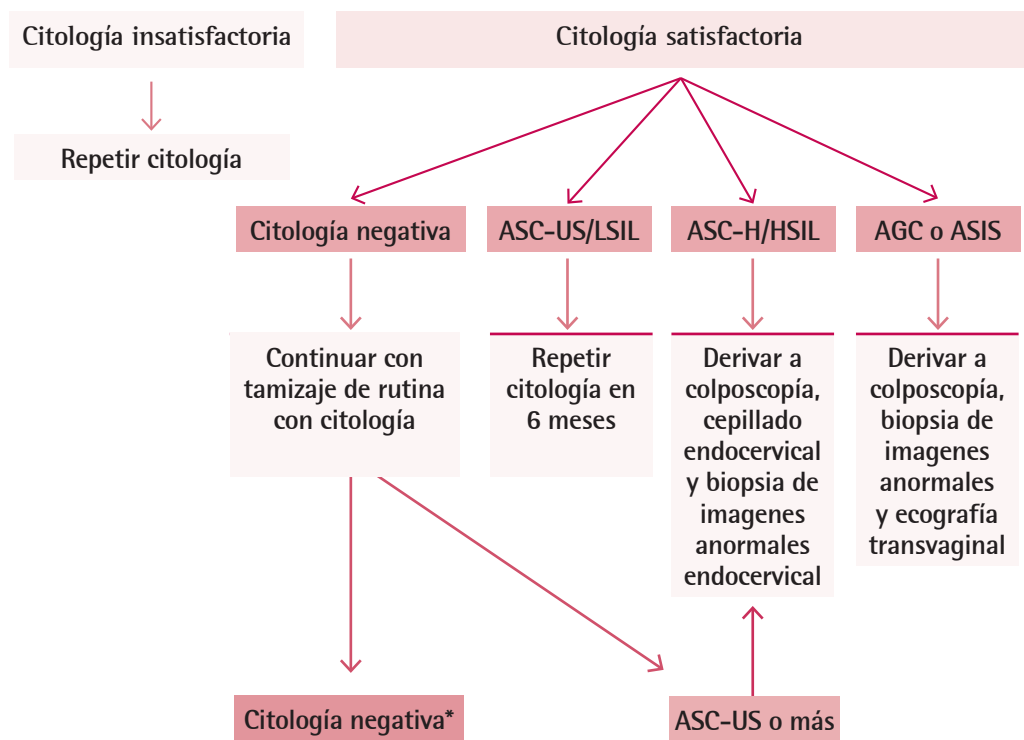 Citología insatisfactoria
Repetir citología
Citología satisfactoria
Citología negativa
Continuar con
tamizaje de rutina
con citología
ASC-US/LSIL
Repetir
citología en
6 meses
ASC-H/HSIL
Derivar a
colposcopía,
cepillado
endocervical
y biopsia de
imagenes
anormales
endocervical
AGC o ASIS
Derivar a
colposcopía,
biopsia de
imagenes
anormales
y ecografía
transvaginal
Citología negativa*
ASC-US o más